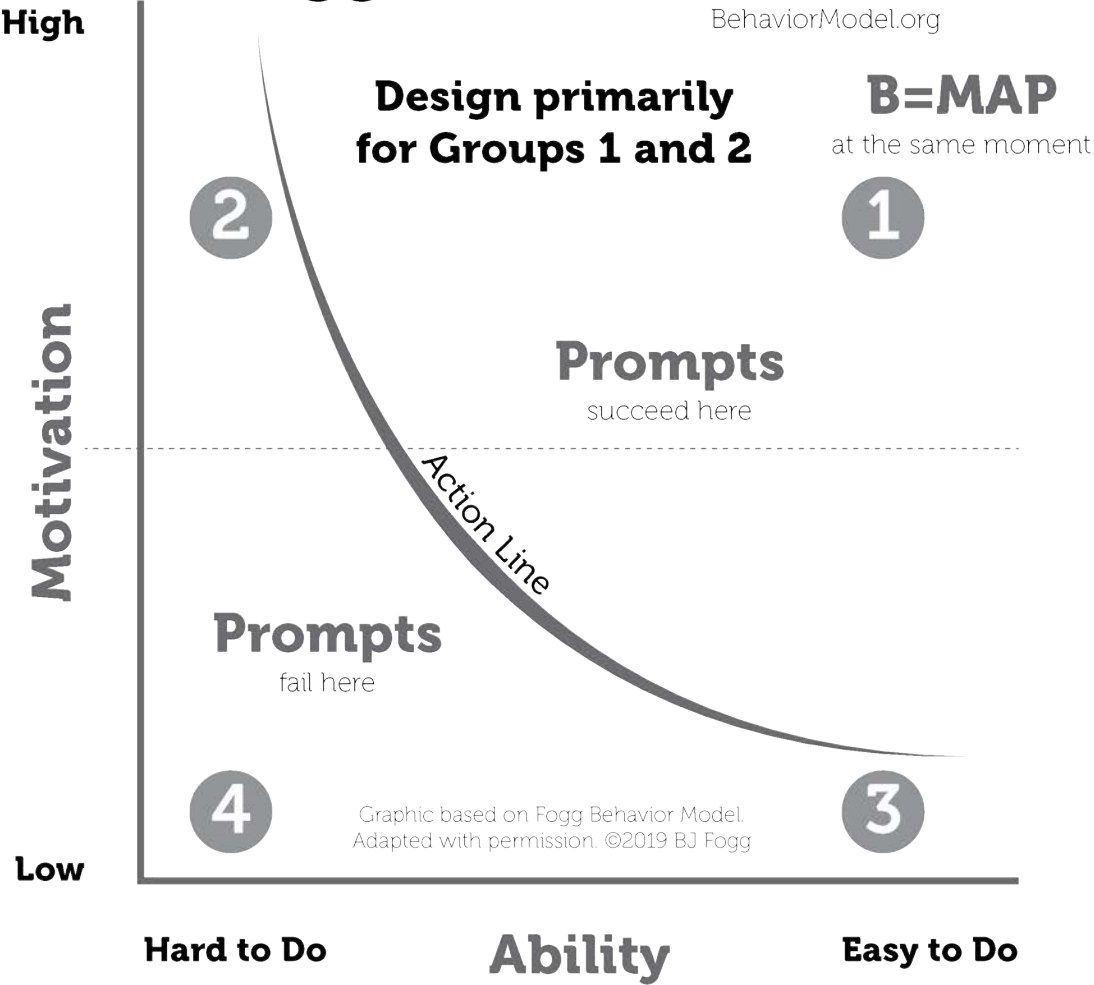 High
BehaviorModel.org
Design primarily
for Groups 1 and 2
B=MAP
at the same moment
2
1
Motivation
Prompts
succeed here
Action Line
Prompts
fail here
4
3
Graphic based on Fogg Behavior Model.
Adapted with permission. ©2019 BJ Fogg
Low
Hard to Do
Ability
Easy to Do